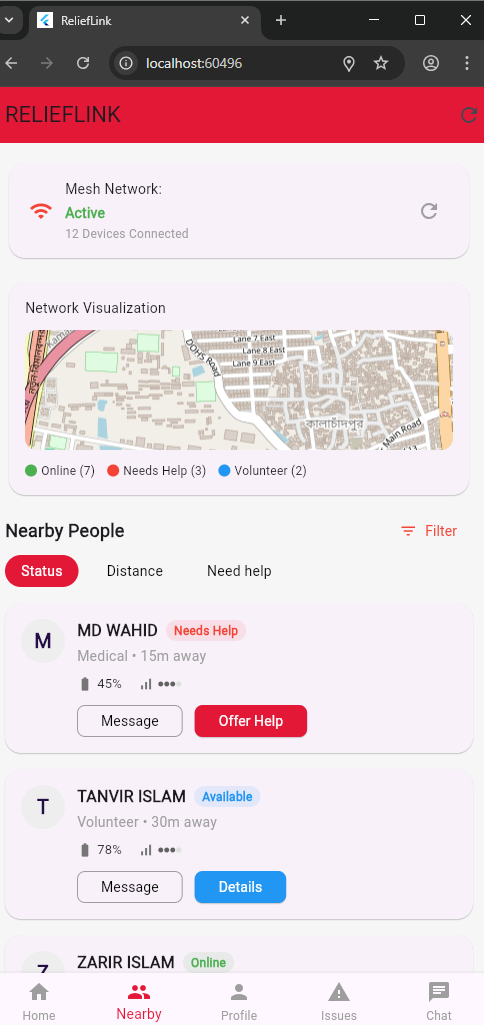 ReliefLink
localhost:60496
RELIEFLINK
Mesh Network:
Active
12 Devices Connected
Network Visualization
Lane 7 East
Lane 8 East
Lane 9 East
DOHS Road
কালাচাঁদপুর
Main Road
Online (7) Needs Help (3) Volunteer (2)
Nearby People
Filter
Status Distance Need help
M
MD WAHID Needs Help
Medical • 15m away
45%
Message Offer Help
T
TANVIR ISLAM Available
Volunteer • 30m away
78%
Message Details
Z
ZARIR ISLAM Online
Home Nearby Profile Issues Chat